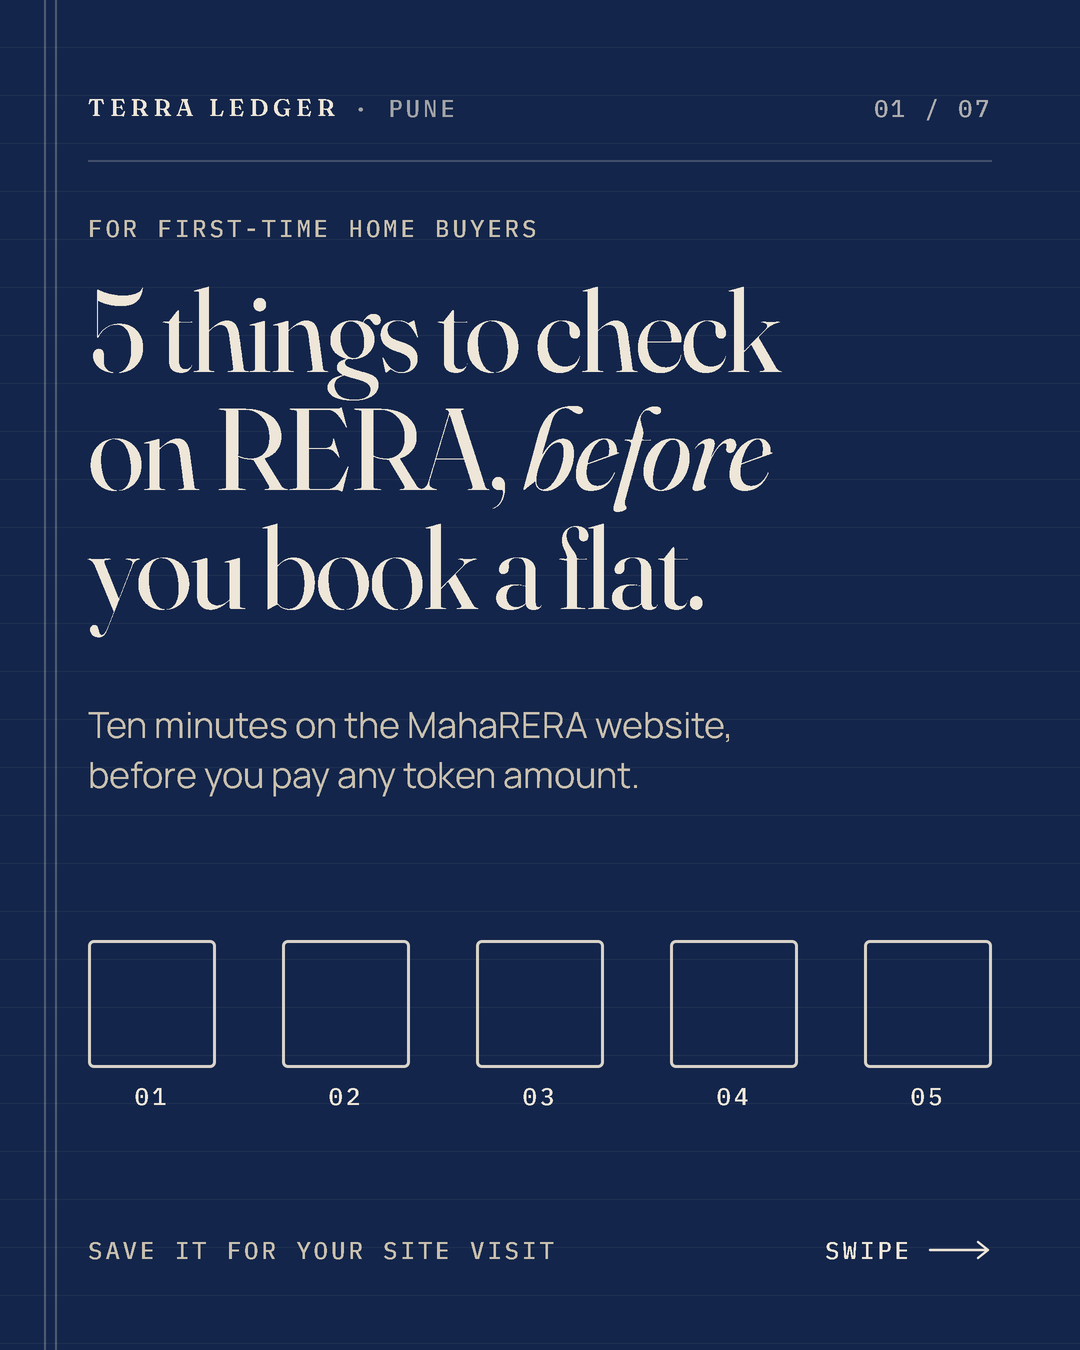 TERRA LEDGER · PUNE
01 / 07
FOR FIRST-TIME HOME BUYERS
5 things to check
on RERA, before
you book a flat.
Ten minutes on the MahaRERA website,
before you pay any token amount.
01 02 03 04 05
SAVE IT FOR YOUR SITE VISIT
SWIPE →